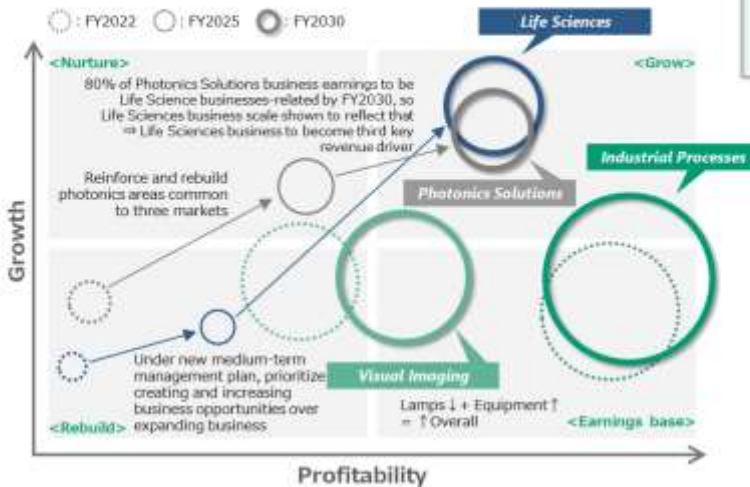 : FY2022
: FY2025
: FY2030
Life Sciences
<Nurture>
<Grow>
80% of Photonics Solutions business earnings to be
Life Science businesses-related by FY2030, so
Life Sciences business scale shown to reflect that
⇒ Life Sciences business to become third key
revenue driver
Industrial Processes
Reinforce and rebuild
photonics areas common
to three markets
Photonics Solutions
Growth
Under new medium-term
management plan, prioritize
creating and increasing
business opportunities over
expanding business
Visual Imaging
Lamps↓ + Equipment↑
= ↑Overall
<Rebuild>
<Earnings base>
Profitability